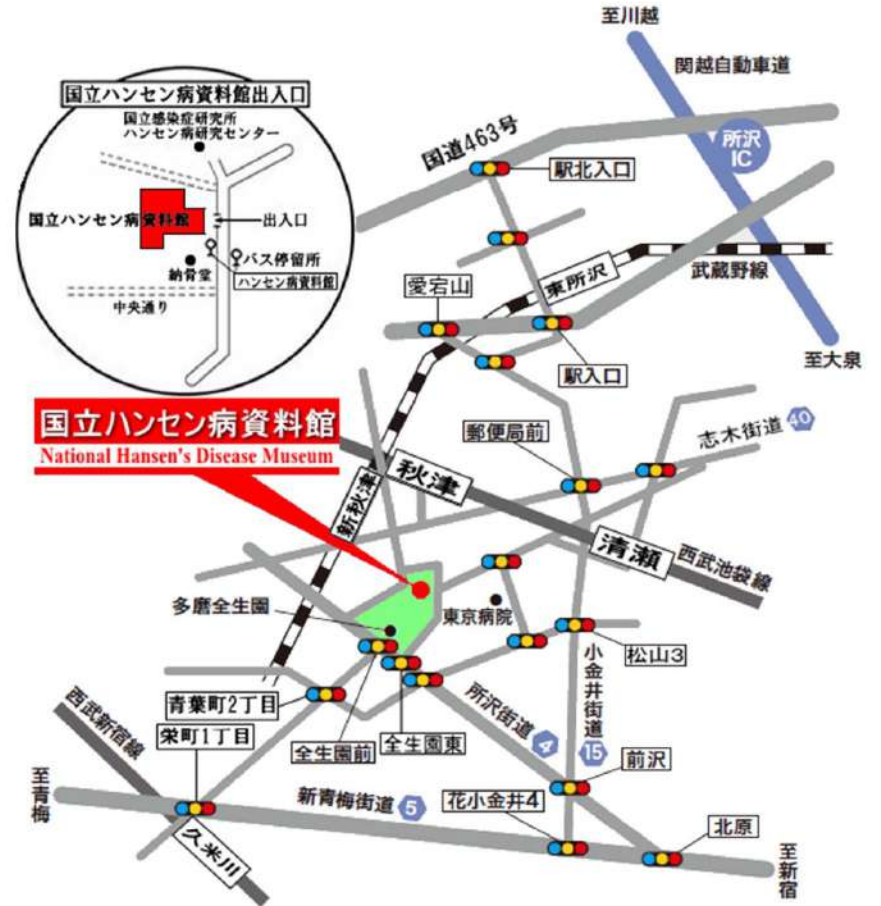 至川越
関越自動車道
国立ハンセン病資料館出入口
国立感染症研究所
ハンセン病研究センター
国道463号
所沢
IC
駅北入口
国立ハンセン病資料館
出入口
バス停留所
納骨堂
ハンセン病資料館
中央通り
東所沢
武蔵野線
愛宕山
至大泉
駅入口
国立ハンセン病資料館
National Hansen's Disease Museum
郵便局前
志木街道 40
秋津
新秋津
清瀬
西武池袋線
多磨全生園
東京病院
松山3
小金井街道
15
青葉町2丁目
所沢街道
4
西武新宿線
栄町1丁目
全生園前
全生園東
前沢
至青梅
新青梅街道 5
花小金井4
北原
久米川
至新宿